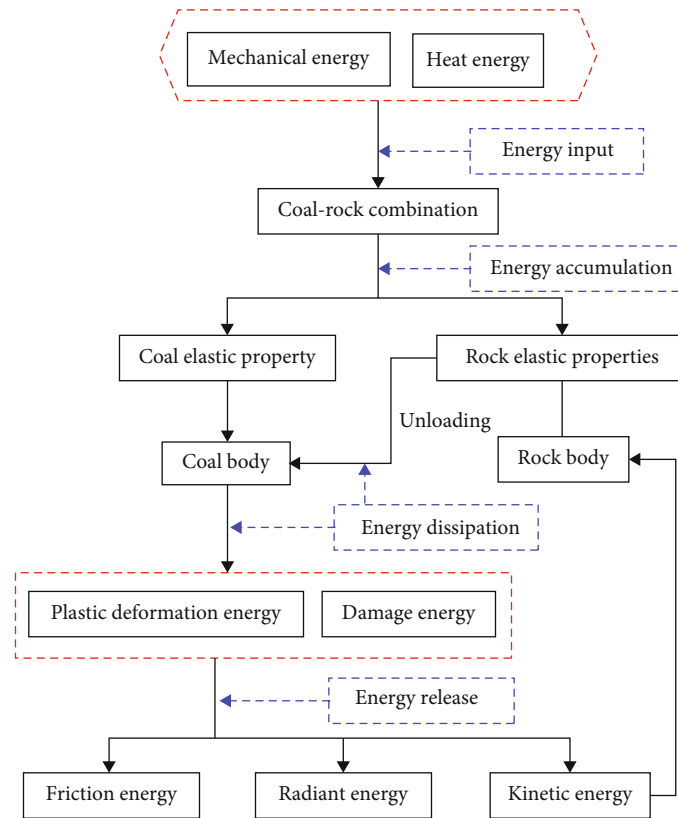 Mechanical energy
Heat energy
Energy input
Coal-rock combination
Energy accumulation
Coal elastic property
Rock elastic properties
Unloading
Coal body
Rock body
Energy dissipation
Plastic deformation energy
Damage energy
Energy release
Friction energy
Radiant energy
Kinetic energy